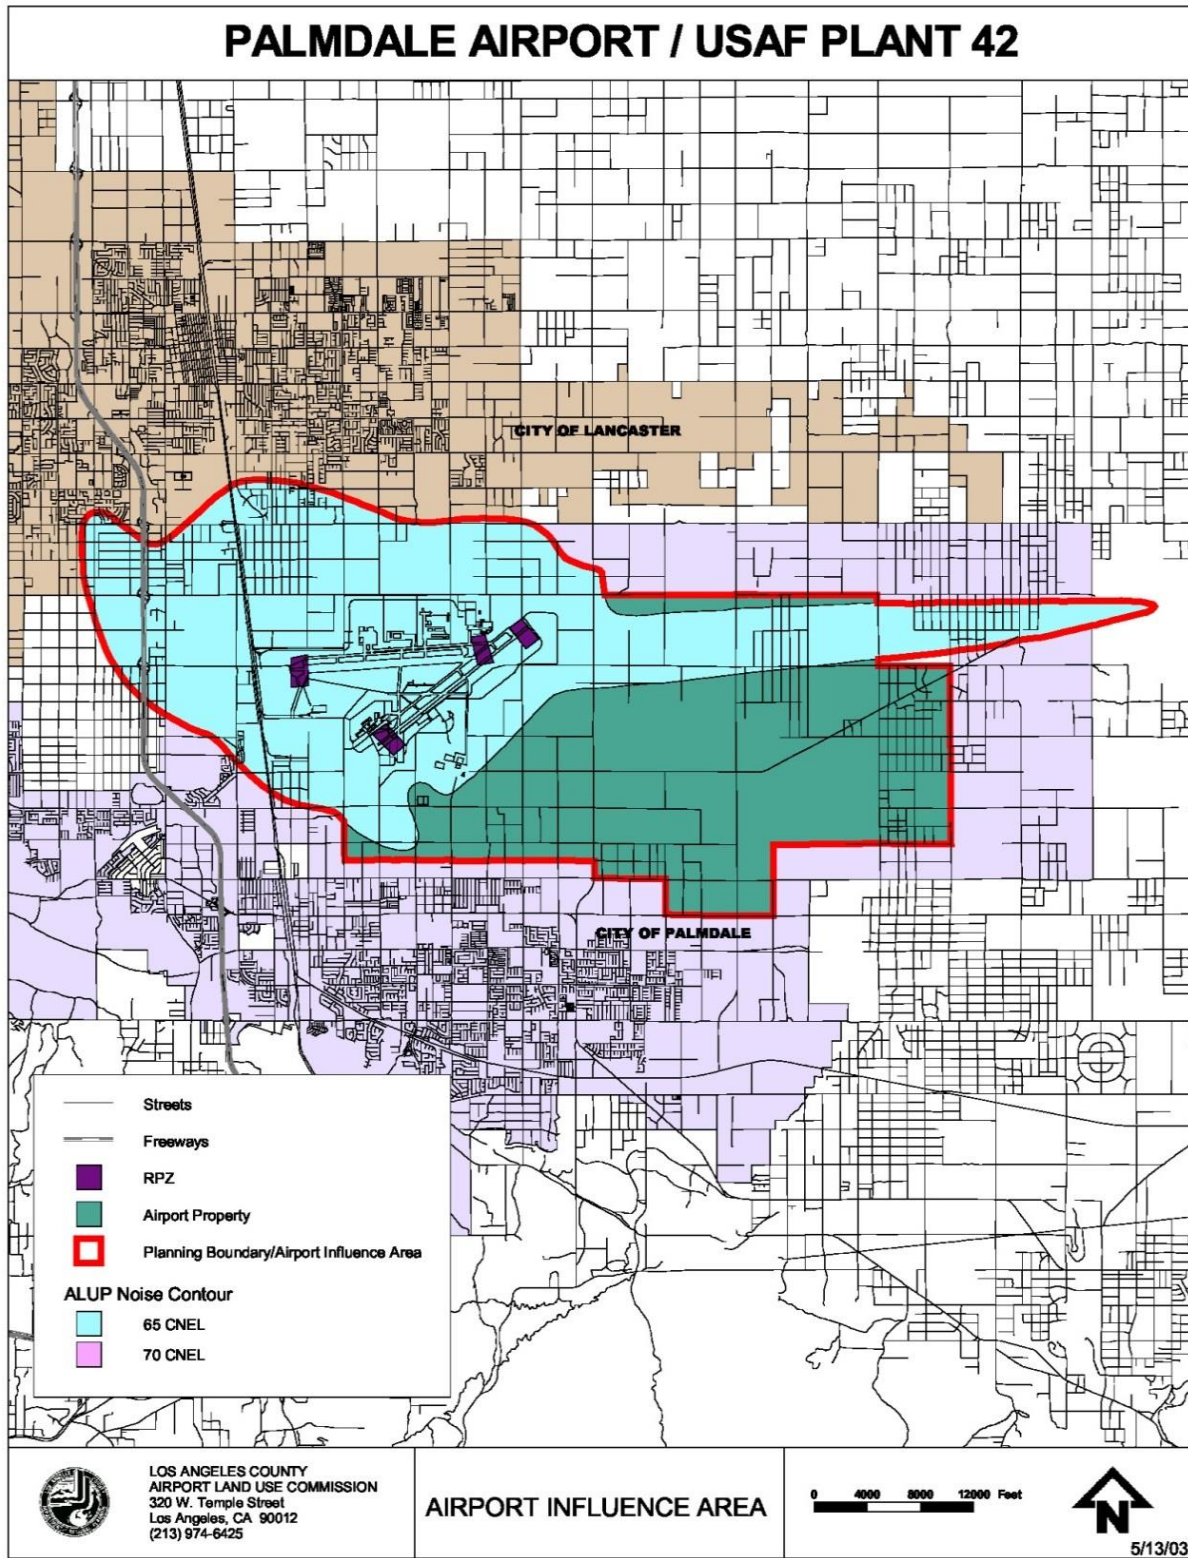 PALMDALE AIRPORT / USAF PLANT 42
CITY OF LANCASTER
CITY OF PALMDALE
Streets
Freeways
RPZ
Airport Property
Planning Boundary/Airport Influence Area
ALUP Noise Contour
65 CNEL
70 CNEL
LOS ANGELES COUNTY
AIRPORT LAND USE COMMISSION
320 W. Temple Street
Los Angeles, CA 90012
(213) 974-6425
AIRPORT INFLUENCE AREA
0 4000 8000 12000 Feet
N
5/13/03